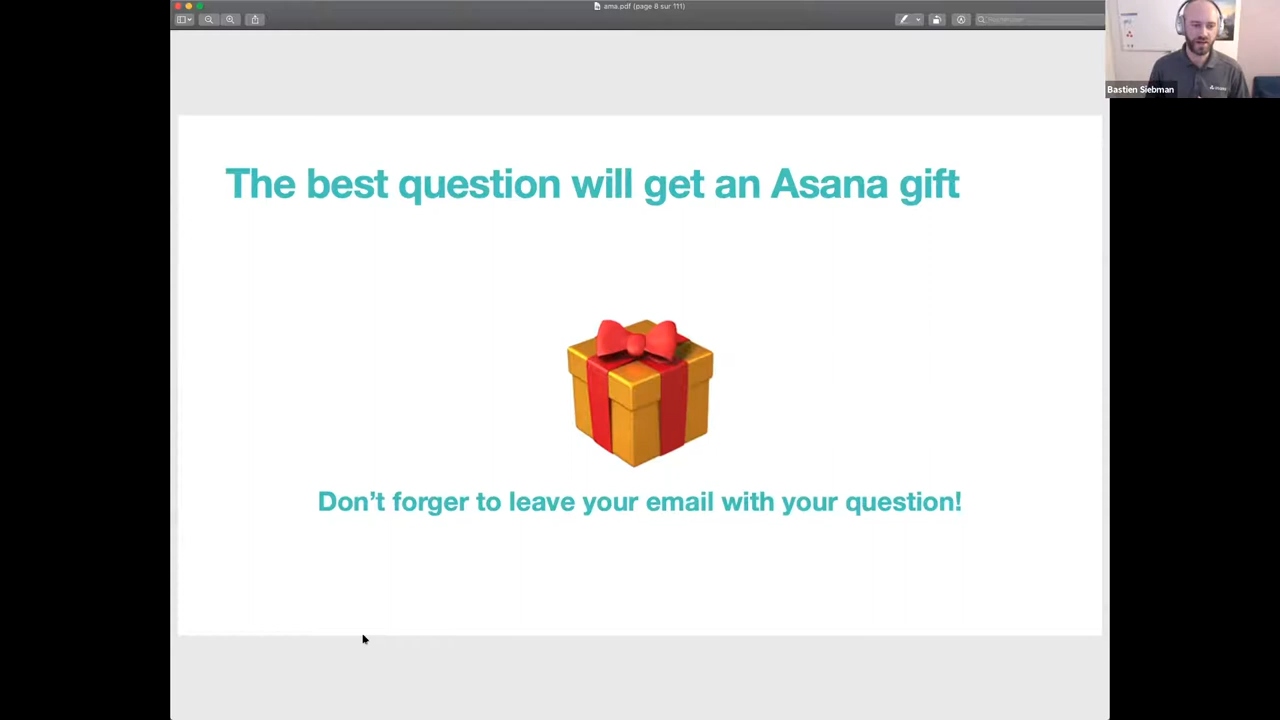 ama.pdf (page 8 sur 111)
Rechercher
Bastien Siebman
The best question will get an Asana gift
Don't forger to leave your email with your question!